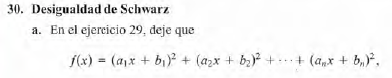 30. Desigualdad de Schwarz
a. En el ejercicio 29, deje que
f(x) = (a₁x + b₁)² + (a₂x + b₂)² + ··· + (aₙx + bₙ)²,